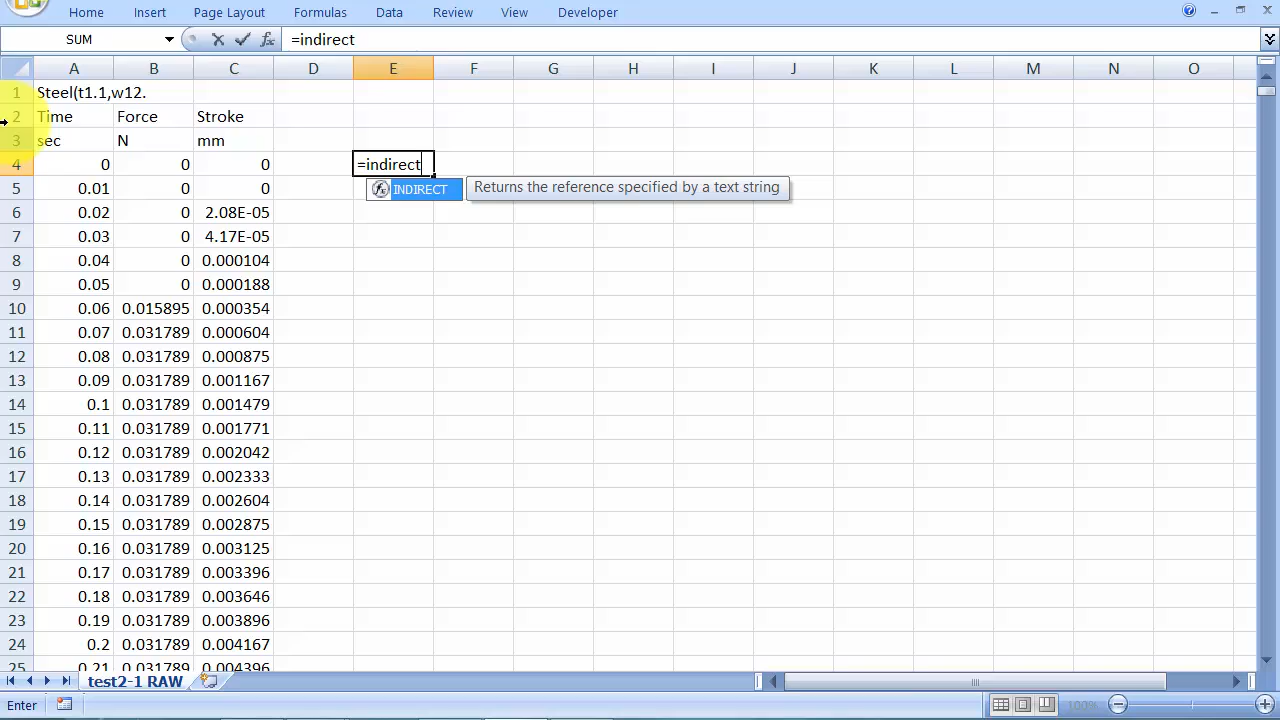 Home Insert Page Layout Formulas Data Review View Developer
SUM =indirect
A B C D E F G H I J K L M N O
1 Steel(t1.1,w12.
2 Time Force Stroke
3 sec N mm
4 0 0 0 =indirect
5 0.01 0 0 INDIRECT Returns the reference specified by a text string
6 0.02 0 2.08E-05
7 0.03 0 4.17E-05
8 0.04 0 0.000104
9 0.05 0 0.000188
10 0.06 0.015895 0.000354
11 0.07 0.031789 0.000604
12 0.08 0.031789 0.000875
13 0.09 0.031789 0.001167
14 0.1 0.031789 0.001479
15 0.11 0.031789 0.001771
16 0.12 0.031789 0.002042
17 0.13 0.031789 0.002333
18 0.14 0.031789 0.002604
19 0.15 0.031789 0.002875
20 0.16 0.031789 0.003125
21 0.17 0.031789 0.003396
22 0.18 0.031789 0.003646
23 0.19 0.031789 0.003896
24 0.2 0.031789 0.004167
25 0.21 0.031789 0.004396
test2-1 RAW
Enter 100%